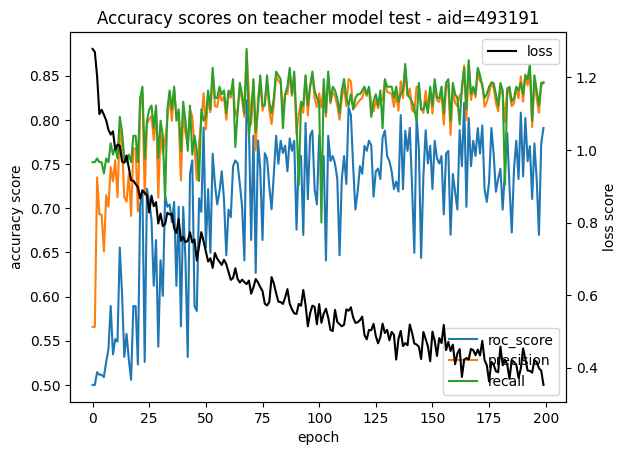 Accuracy scores on teacher model test - aid=493191
loss
accuracy score
0.85
0.80
0.75
0.70
0.65
0.60
0.55
0.50
1.2
1.0
0.8
0.6
0.4
loss score
roc_score
precision
recall
0
25
50
75
100
125
150
175
200
epoch